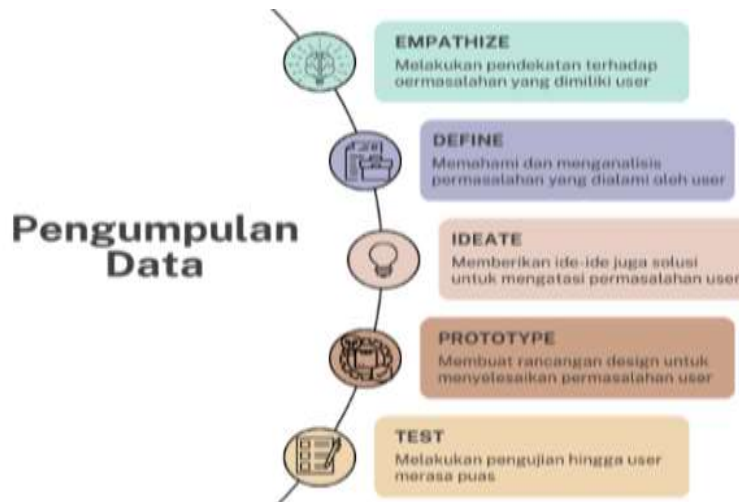 Pengumpulan
Data
EMPATHIZE
Melakukan pendekatan terhadap
oermasalahan yang dimiliki user
DEFINE
Memahami dan menganalisis
permasalahan yang dialami oleh user
IDEATE
Memberikan ide-ide juga solusi
untuk mengatasi permasalahan user
PROTOTYPE
Membuat rancangan design untuk
menyelesaikan permasalahan user
TEST
Melakukan pengujian hingga user
merasa puas